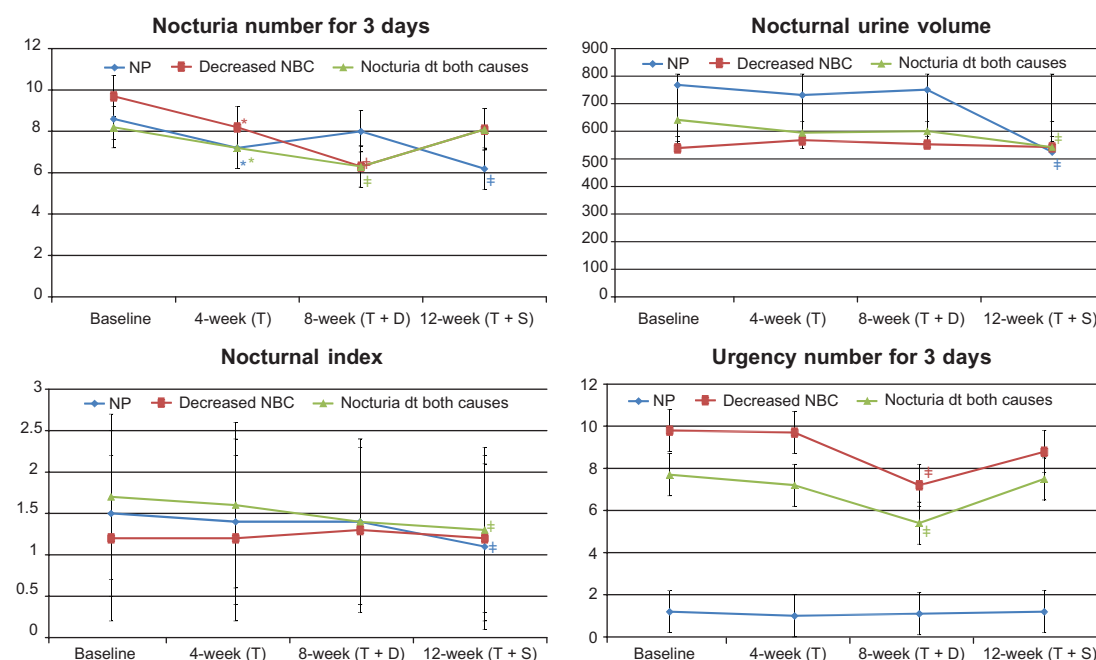 Nocturia number for 3 days
NP Decreased NBC Nocturia dt both causes
12
10
8
6
4
2
0
* * * ‡ ‡ ‡
Baseline 4-week (T) 8-week (T + D) 12-week (T + S)
Nocturnal urine volume
NP Decreased NBC Nocturia dt both causes
900
800
700
600
500
400
300
200
100
0
‡ ‡
Baseline 4-week (T) 8-week (T + D) 12-week (T + S)
Nocturnal index
NP Decreased NBC Nocturia dt both causes
3
2.5
2
1.5
1
0.5
0
‡ ‡
Baseline 4-week (T) 8-week (T + D) 12-week (T + S)
Urgency number for 3 days
NP Decreased NBC Nocturia dt both causes
12
10
8
6
4
2
0
‡ ‡
Baseline 4-week (T) 8-week (T + D) 12-week (T + S)